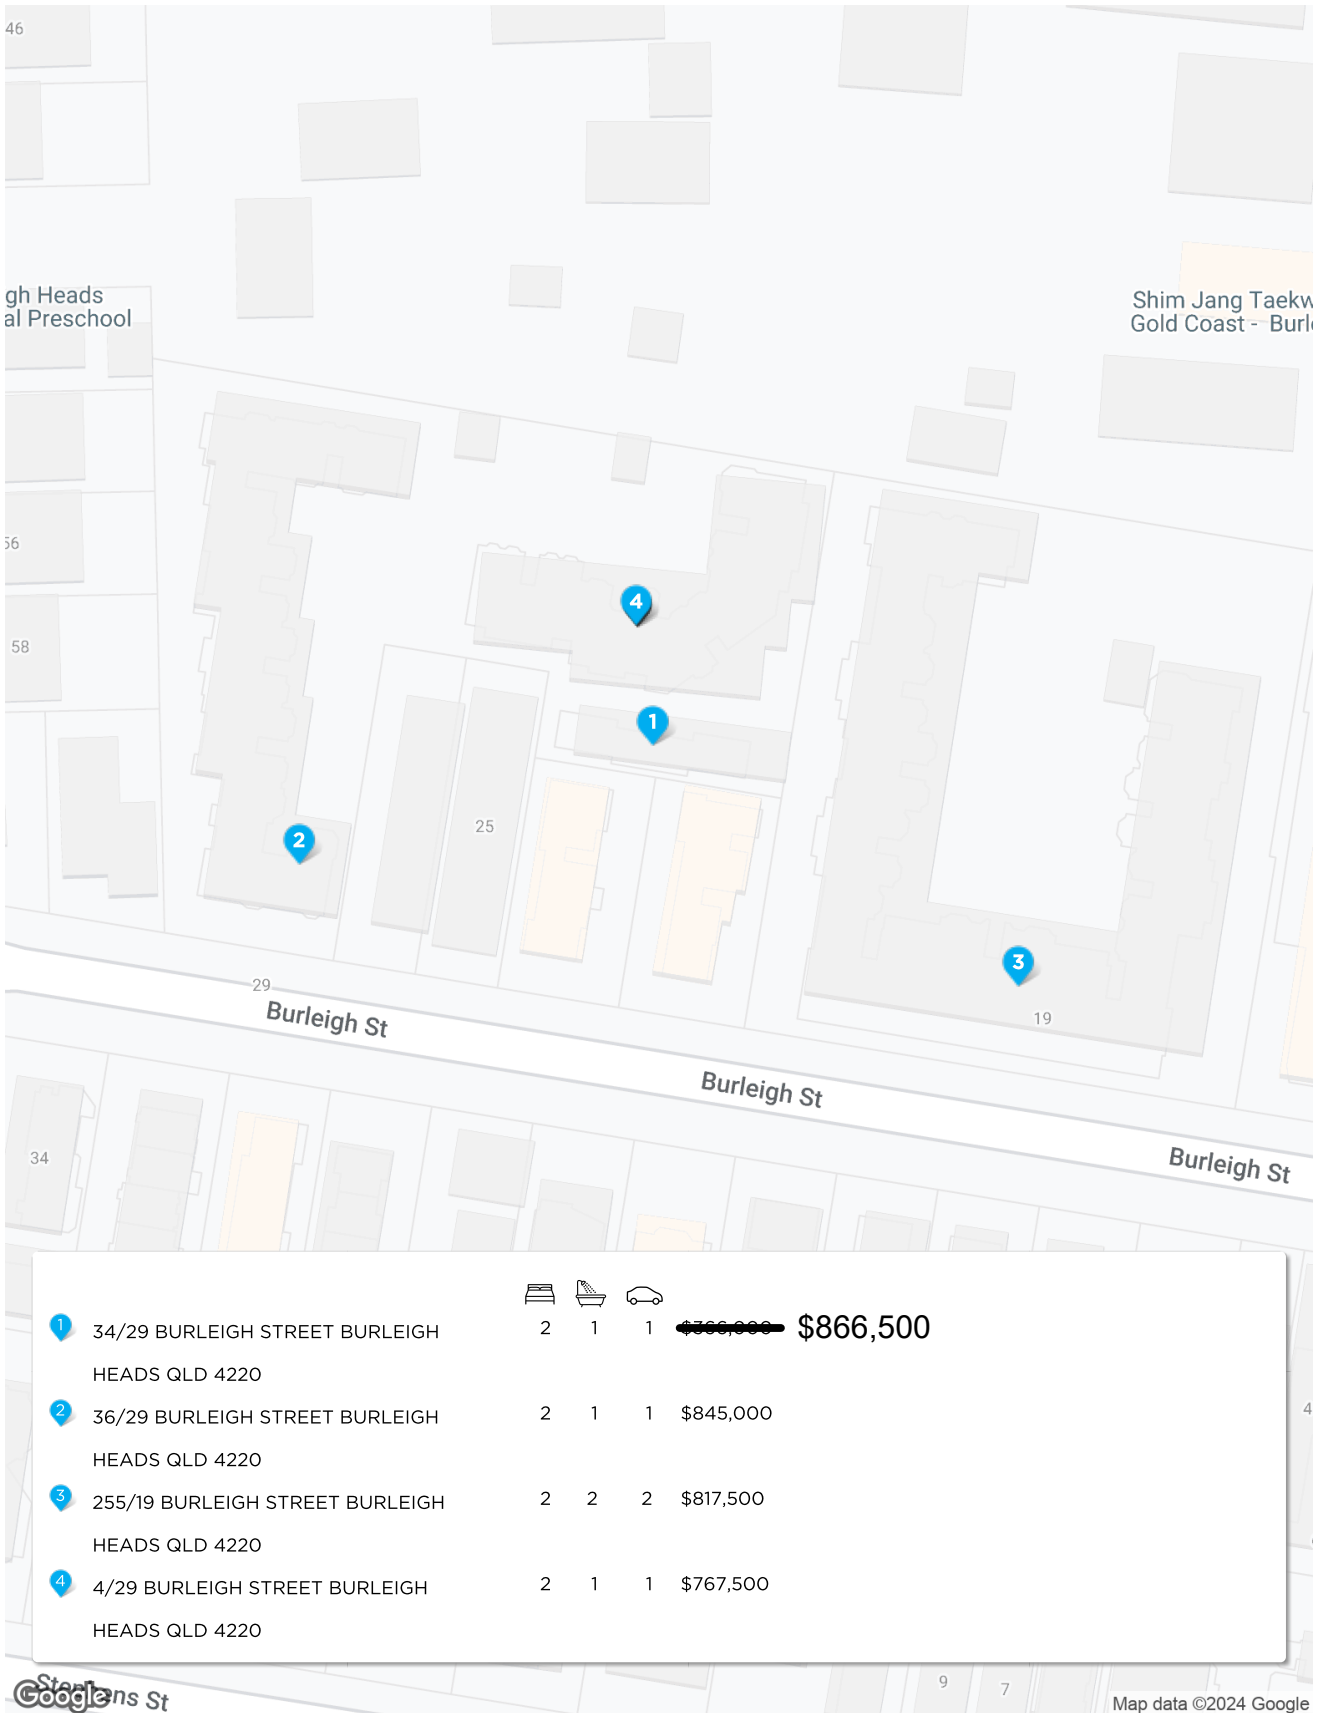 46
gh Heads
al Preschool
Shim Jang Taekw
Gold Coast - Burl
56
4
58
1
25
2
3
29
19
Burleigh St
Burleigh St
Burleigh St
34
1 34/29 BURLEIGH STREET BURLEIGH 2 1 1 $866,500
HEADS QLD 4220
2 36/29 BURLEIGH STREET BURLEIGH 2 1 1 $845,000
HEADS QLD 4220
4
3 255/19 BURLEIGH STREET BURLEIGH 2 2 2 $817,500
HEADS QLD 4220
4 4/29 BURLEIGH STREET BURLEIGH 2 1 1 $767,500
HEADS QLD 4220
Stephens St
Google
9
7
Map data ©2024 Google